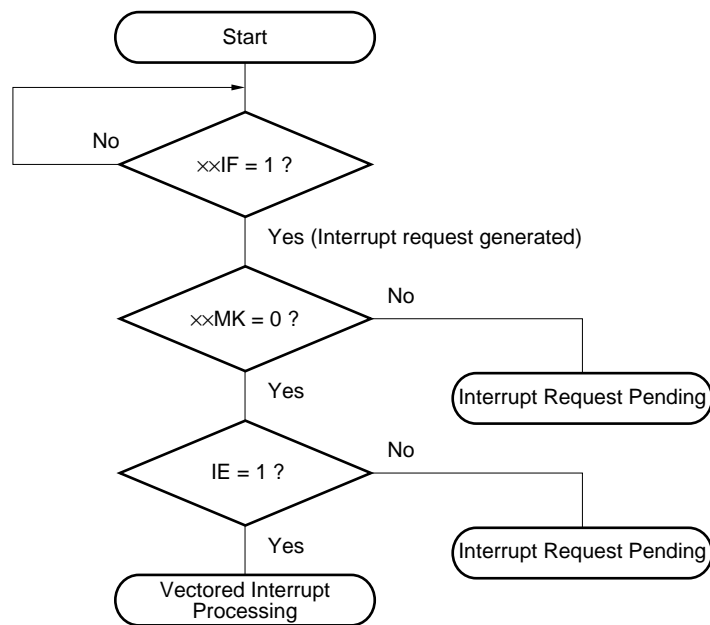 Start
No
××IF = 1 ?
Yes (Interrupt request generated)
No
××MK = 0 ?
Interrupt Request Pending
Yes
No
IE = 1 ?
Interrupt Request Pending
Yes
Vectored Interrupt
Processing